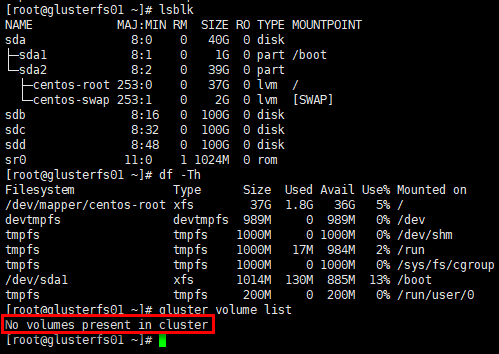 [root@glusterfs01 ~]# lsblk
NAME            MAJ:MIN RM  SIZE RO TYPE MOUNTPOINT
sda               8:0    0   40G  0 disk
├─sda1            8:1    0    1G  0 part /boot
└─sda2            8:2    0   39G  0 part
  ├─centos-root 253:0    0   37G  0 lvm  /
  └─centos-swap 253:1    0    2G  0 lvm  [SWAP]
sdb               8:16   0  100G  0 disk
sdc               8:32   0  100G  0 disk
sdd               8:48   0  100G  0 disk
sr0              11:0    1 1024M  0 rom
[root@glusterfs01 ~]# df -Th
Filesystem              Type      Size  Used Avail Use% Mounted on
/dev/mapper/centos-root xfs        37G  1.8G   36G   5% /
devtmpfs                devtmpfs  989M     0  989M   0% /dev
tmpfs                   tmpfs    1000M     0 1000M   0% /dev/shm
tmpfs                   tmpfs    1000M   17M  984M   2% /run
tmpfs                   tmpfs    1000M     0 1000M   0% /sys/fs/cgroup
/dev/sda1               xfs      1014M  130M  885M  13% /boot
tmpfs                   tmpfs     200M     0  200M   0% /run/user/0
[root@glusterfs01 ~]# gluster volume list
No volumes present in cluster
[root@glusterfs01 ~]#